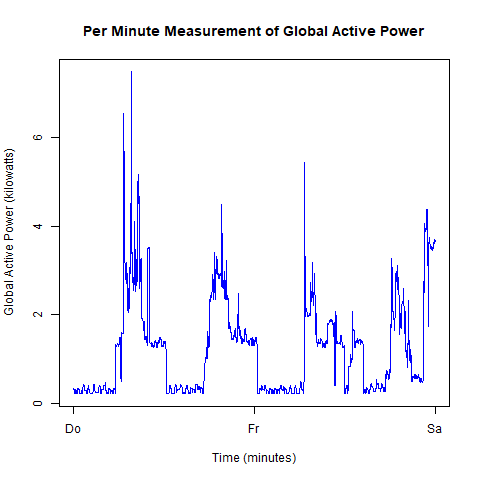 Per Minute Measurement of Global Active Power
Global Active Power (kilowatts)
6
4
2
0
Do Fr Sa
Time (minutes)